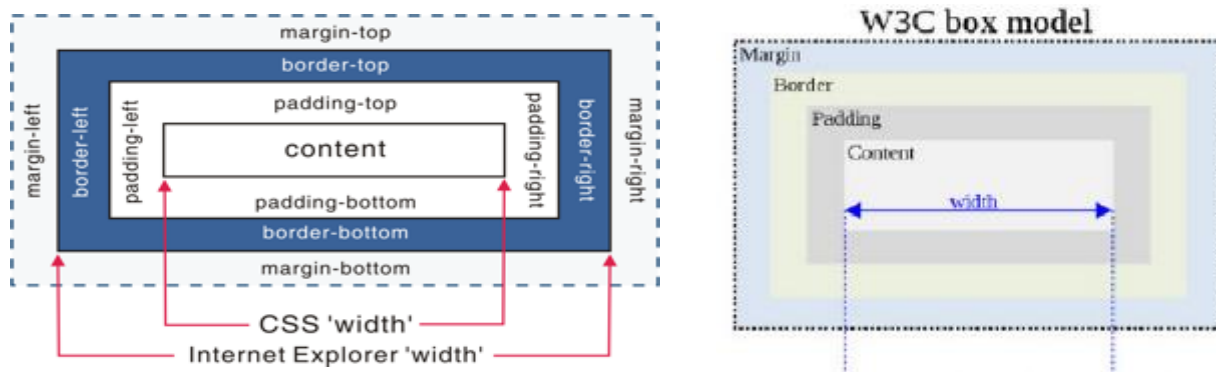 margin-top
border-top
padding-top
margin-left
border-left
padding-left
content
padding-right
border-right
margin-right
padding-bottom
border-bottom
margin-bottom
CSS 'width'
Internet Explorer 'width'
W3C box model
Margin
Border
Padding
Content
width